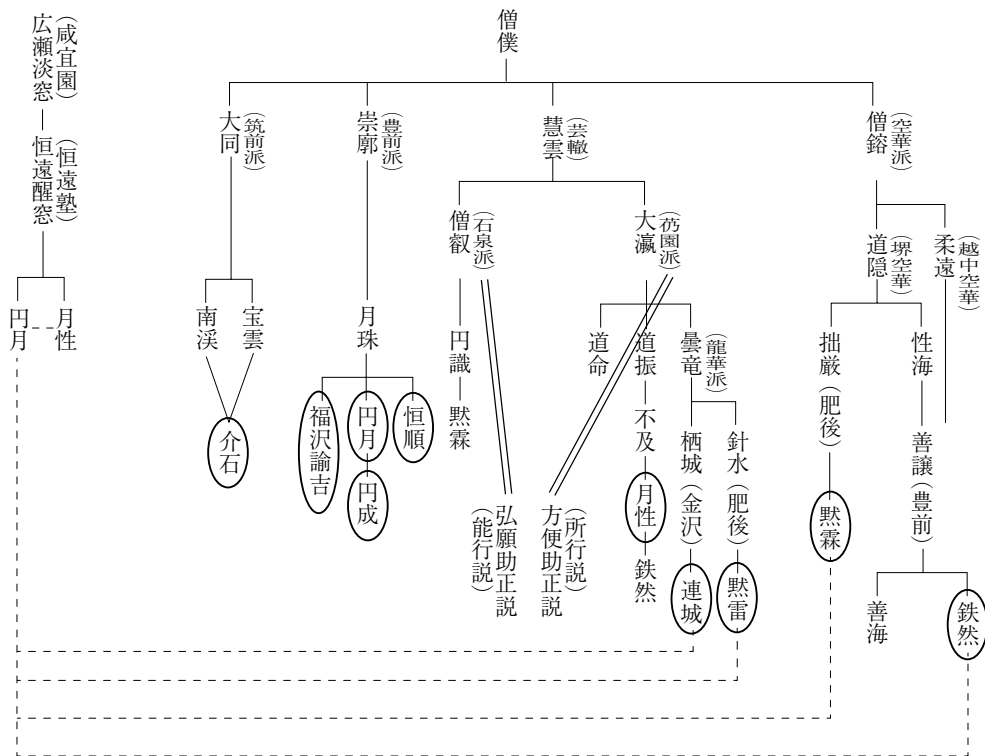 僧僕
(空華派)
僧鎔
(越中空華)
柔遠
(堺空華)
道隠
性海
善譲(豊前)
鉄然
善海
拙厳(肥後)
黙霖
(芸轍)
慧雲
(芿園派)
大瀛
(龍華派)
曇竜
針水(肥後)
黙雷
栖城(金沢)
連城
道振
不及
月性
鉄然
道命
(所行説)
方便助正説
(石泉派)
僧叡
円識
黙霖
弘願助正説
(能行説)
(豊前派)
崇廓
月珠
恒順
円月
円成
福沢諭吉
(筑前派)
大同
宝雲
南渓
介石
(咸宜園)
広瀬淡窓
(恒遠塾)
恒遠醒窓
月性
円月